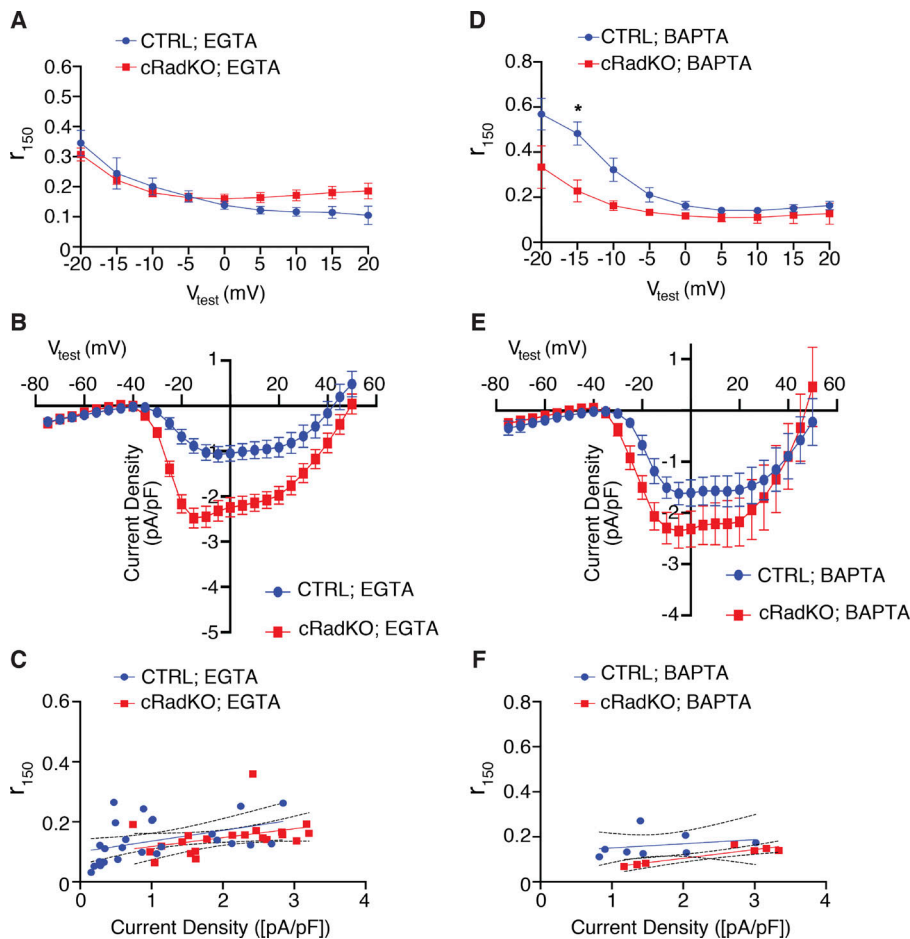 A
CTRL; EGTA
cRadKO; EGTA
0.6
0.5
0.4
0.3
0.2
0.1
0
r150
-20 -15 -10 -5 0 5 10 15 20
Vtest (mV)
D
CTRL; BAPTA
cRadKO; BAPTA
0.8
0.6
0.4
0.2
0
r150
*
-20 -15 -10 -5 0 5 10 15 20
Vtest (mV)
B
Vtest (mV)
1
-80 -60 -40 -20 20 40 60
-1
-2
-3
-4
-5
Current Density
(pA/pF)
CTRL; EGTA
cRadKO; EGTA
E
Vtest (mV)
1
-80 -60 -40 -20 20 40 60
-1
-2
-3
-4
Current Density
(pA/pF)
CTRL; BAPTA
cRadKO; BAPTA
C
CTRL; EGTA
cRadKO; EGTA
0.6
0.4
0.2
0
r150
0 1 2 3 4
Current Density ([pA/pF])
F
CTRL; BAPTA
cRadKO; BAPTA
0.8
0.6
0.4
0.2
0
r150
0 1 2 3 4
Current Density ([pA/pF])